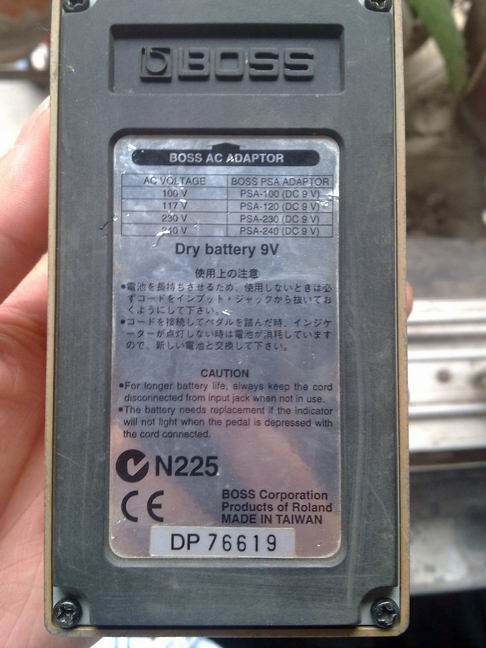 BOSS
BOSS AC ADAPTOR
AC VOLTAGE BOSS PSA ADAPTOR
100 V PSA-100 (DC 9 V)
117 V PSA-120 (DC 9 V)
230 V PSA-230 (DC 9 V)
240 V PSA-240 (DC 9 V)
Dry battery 9V
使用上の注意
●電池を長持ちさせるため、使用しないときは必
ずコードをインプット・ジャックから抜いてお
くようにして下さい。
●コードを接続してペダルを踏んだ時、インジケ
ーターが点灯しない時は電池が消耗しています
ので、新しい電池と交換して下さい。
CAUTION
●For longer battery life, always keep the cord
disconnected from input jack when not in use.
●The battery needs replacement if the indicator
will not light when the pedal is depressed with
the cord connected.
N225
CE
BOSS Corporation
Products of Roland
MADE IN TAIWAN
DP 76619